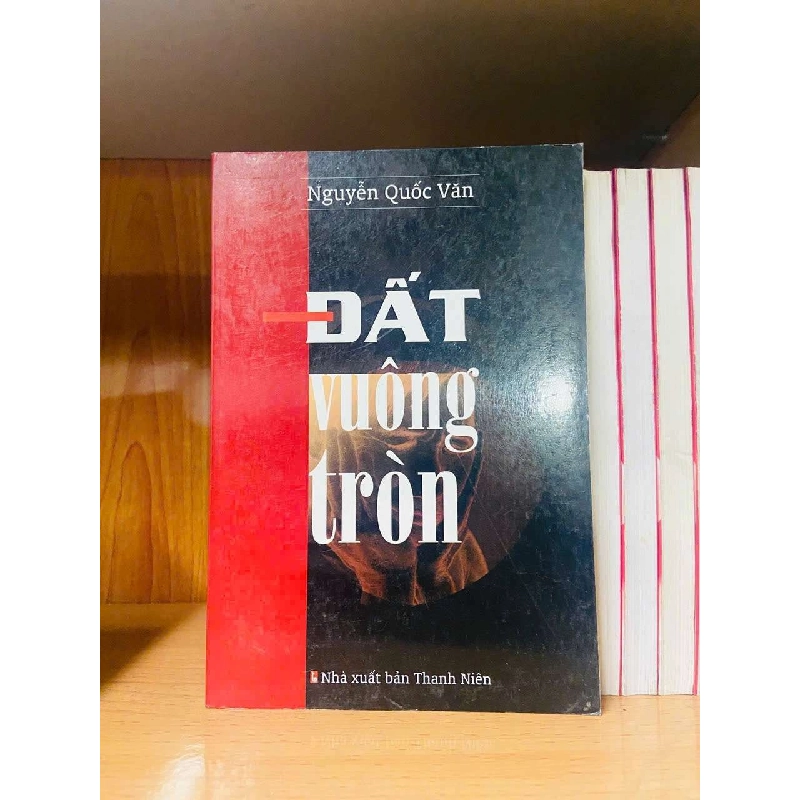 Nguyễn Quốc Văn
ĐẤT
vuông
tròn
Nhà xuất bản Thanh Niên